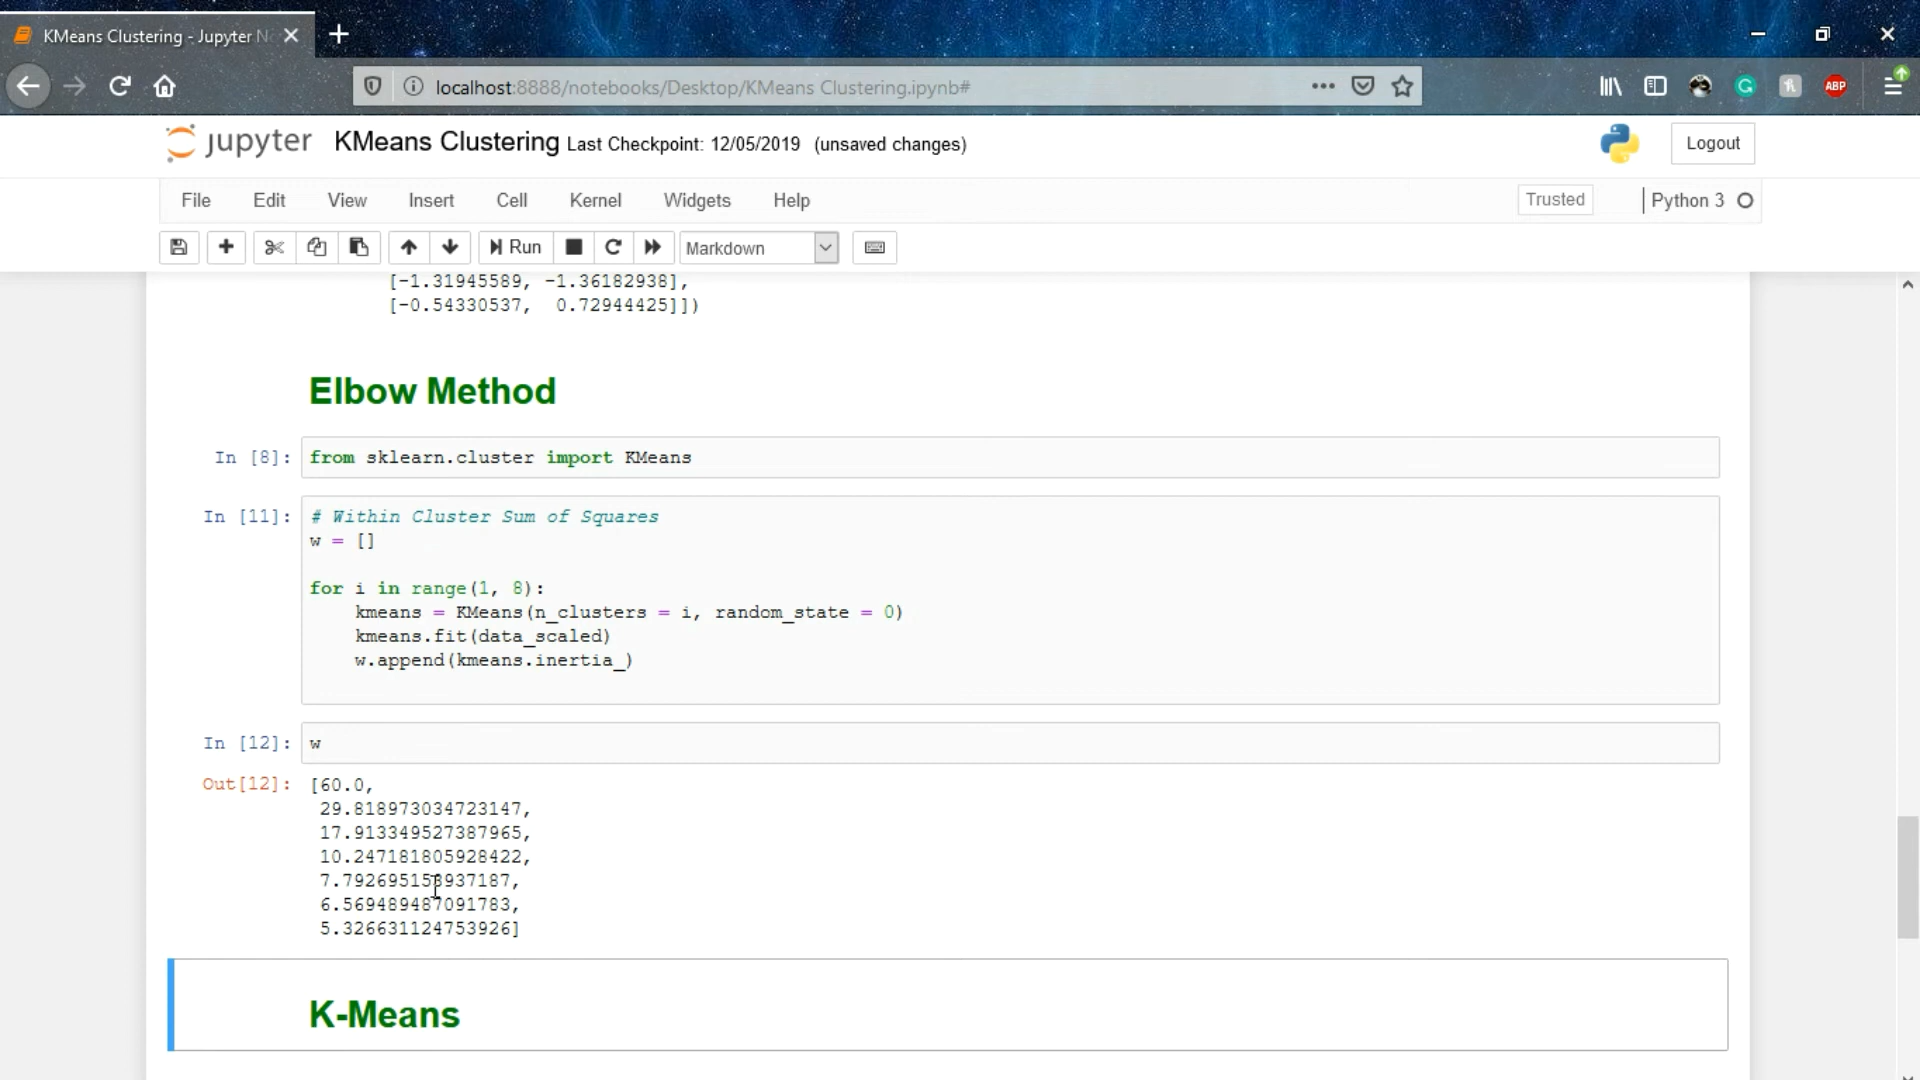 KMeans Clustering - Jupyter N
localhost:8888/notebooks/Desktop/KMeans Clustering.ipynb#
ABP
jupyter KMeans Clustering Last Checkpoint: 12/05/2019 (unsaved changes)
Logout
File Edit View Insert Cell Kernel Widgets Help
Trusted
Python 3
Run
Markdown
[-1.31945589, -1.36182938],
[-0.54330537, 0.72944425]])
Elbow Method
In [8]: from sklearn.cluster import KMeans
In [11]: # Within Cluster Sum of Squares
w = []
for i in range(1, 8):
kmeans = KMeans(n_clusters = i, random_state = 0)
kmeans.fit(data_scaled)
w.append(kmeans.inertia_)
In [12]: w
Out[12]: [60.0,
29.818973034723147,
17.913349527387965,
10.247181805928422,
7.792695158937187,
6.569489487091783,
5.326631124753926]
K-Means